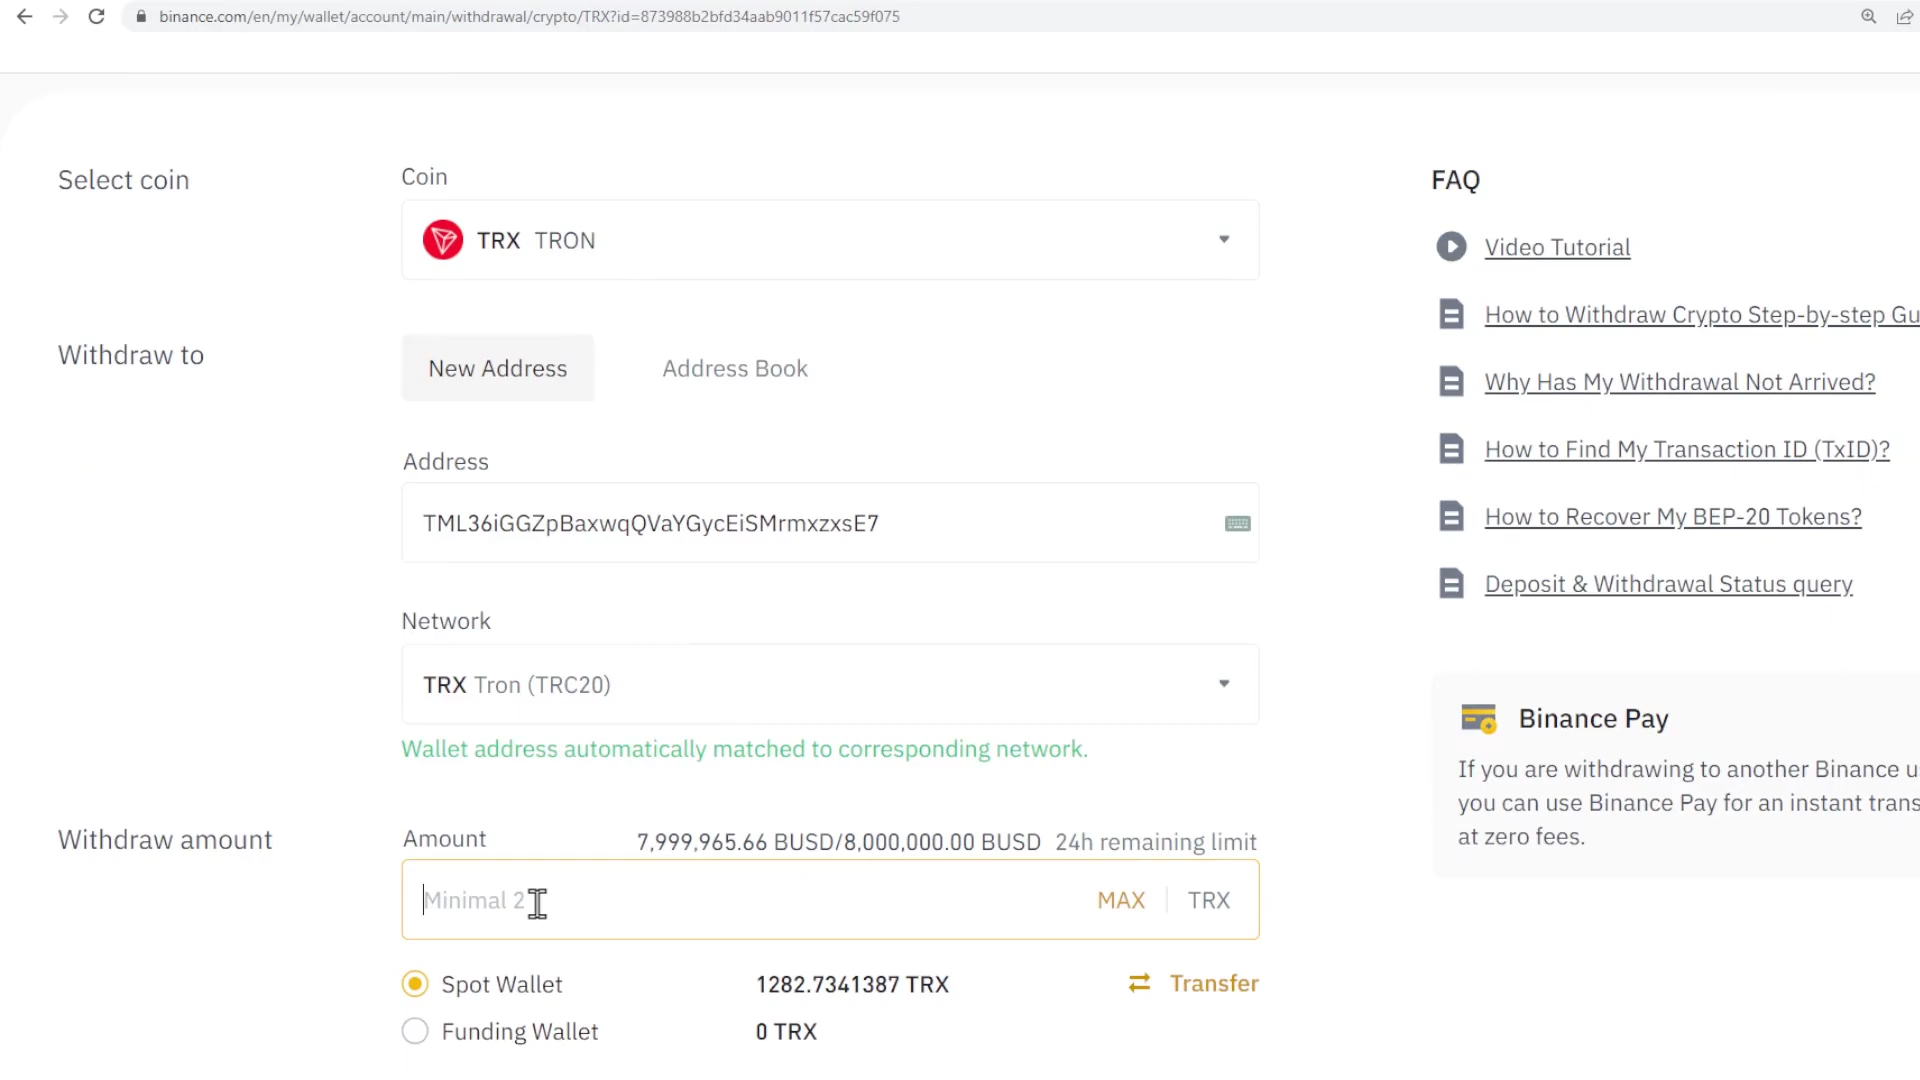 binance.com/en/my/wallet/account/main/withdrawal/crypto/TRX?id=873988b2bfd34aab9011f57cac59f075
Select coin
Coin
TRX TRON
Withdraw to
New Address
Address Book
Address
TML36iGGZpBaxwqQVaYGycEiSMrmxzxsE7
Network
TRX Tron (TRC20)
Wallet address automatically matched to corresponding network.
Withdraw amount
Amount
7,999,965.66 BUSD/8,000,000.00 BUSD 24h remaining limit
Minimal 2
MAX
TRX
Spot Wallet
1282.7341387 TRX
Transfer
Funding Wallet
0 TRX
FAQ
Video Tutorial
How to Withdraw Crypto Step-by-step Gu
Why Has My Withdrawal Not Arrived?
How to Find My Transaction ID (TxID)?
How to Recover My BEP-20 Tokens?
Deposit & Withdrawal Status query
Binance Pay
If you are withdrawing to another Binance u
you can use Binance Pay for an instant trans
at zero fees.